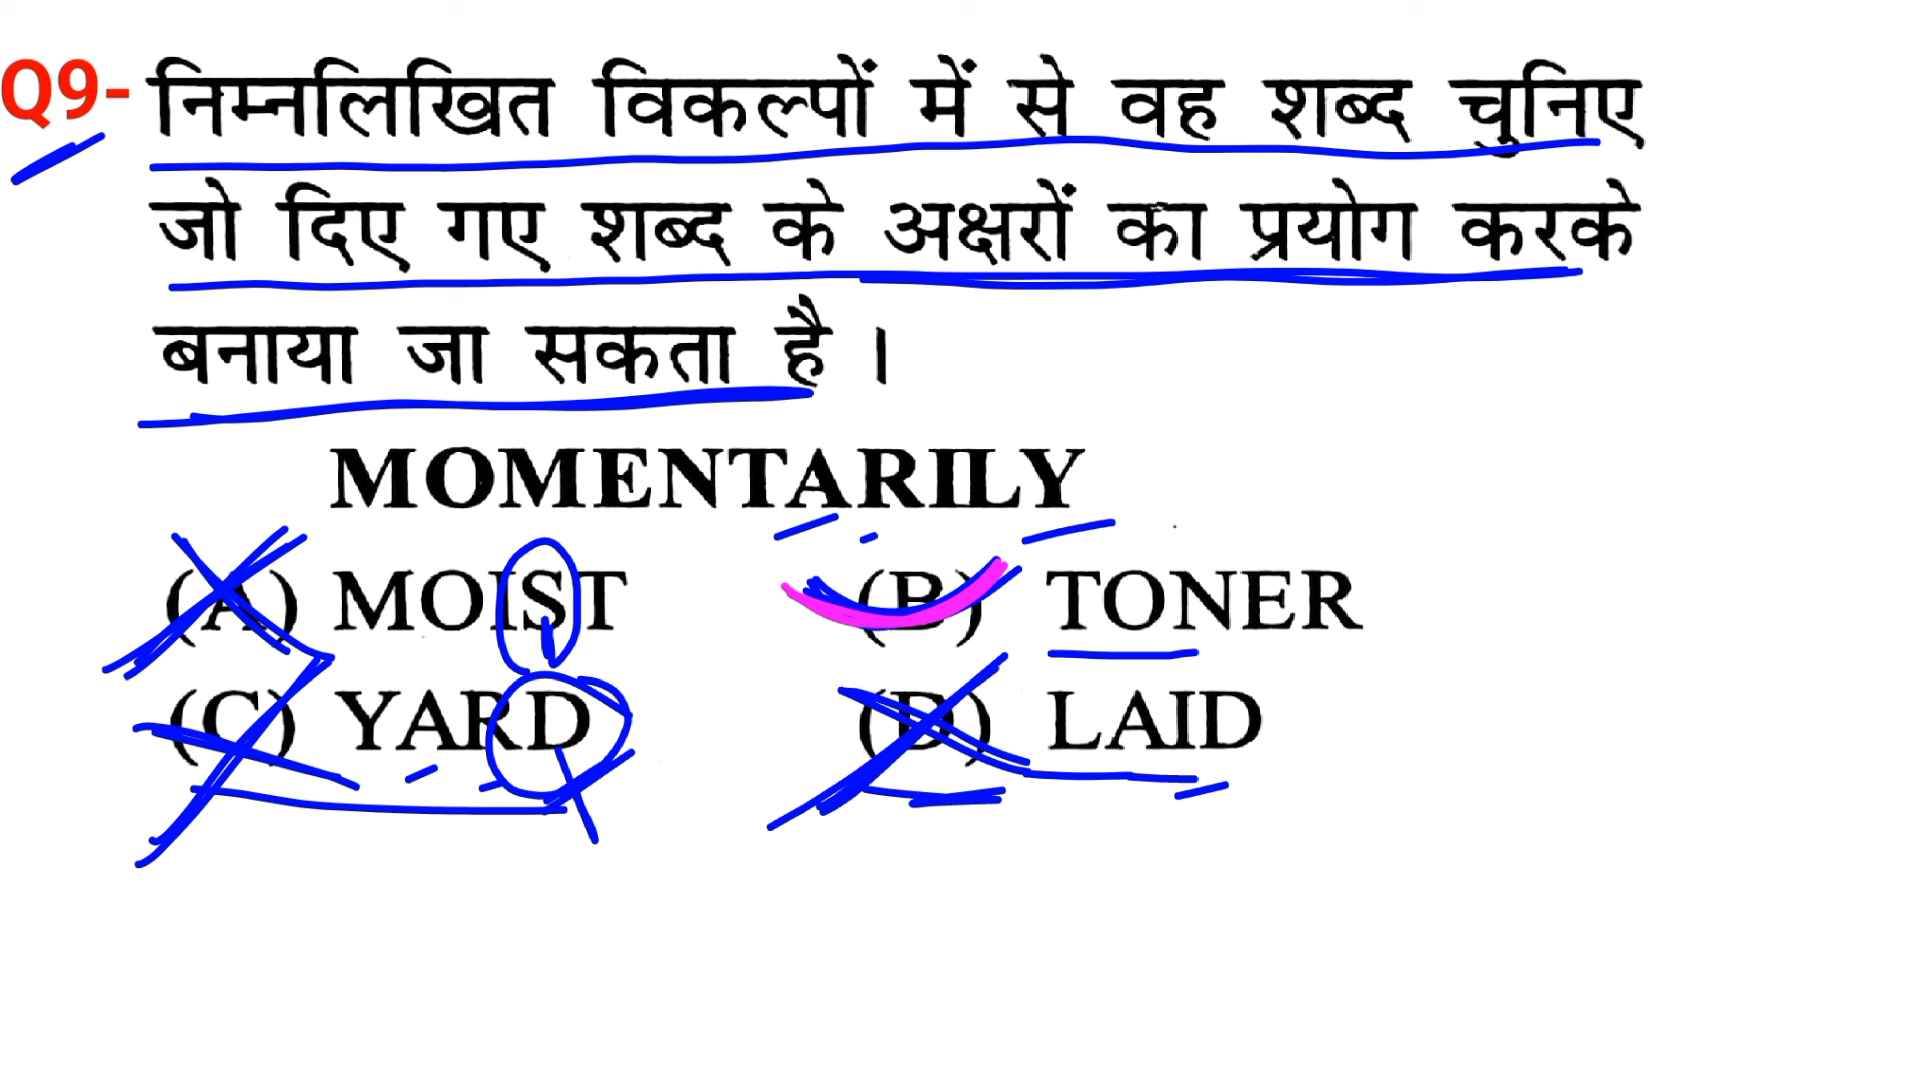 Q9- निम्नलिखित विकल्पों में से वह शब्द चुनिए
जो दिए गए शब्द के अक्षरों का प्रयोग करके
बनाया जा सकता है ।
MOMENTARILY
(A) MOIST (B) TONER
(C) YARD (D) LAID